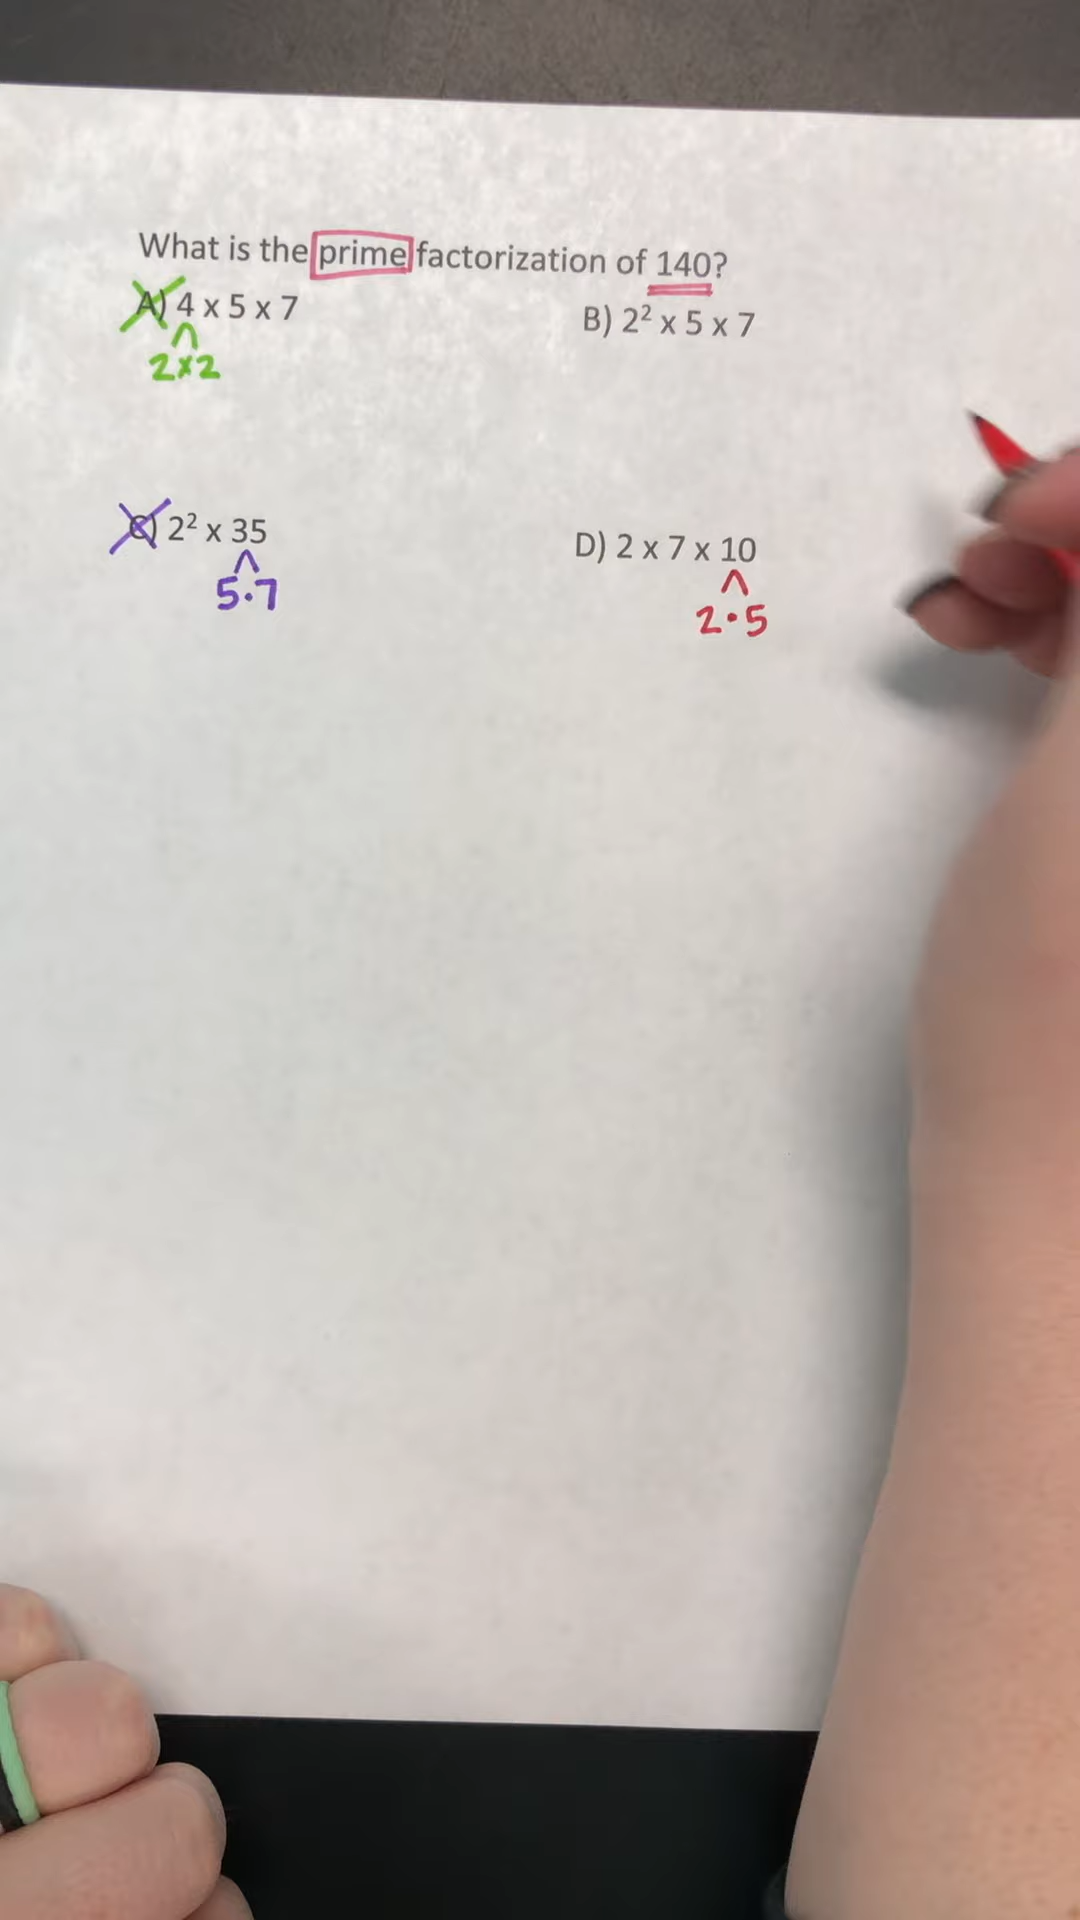 What is the prime factorization of 140?
A) 4 x 5 x 7
B) 2² x 5 x 7
2x2
C) 2² x 35
D) 2 x 7 x 10
5·7
2·5